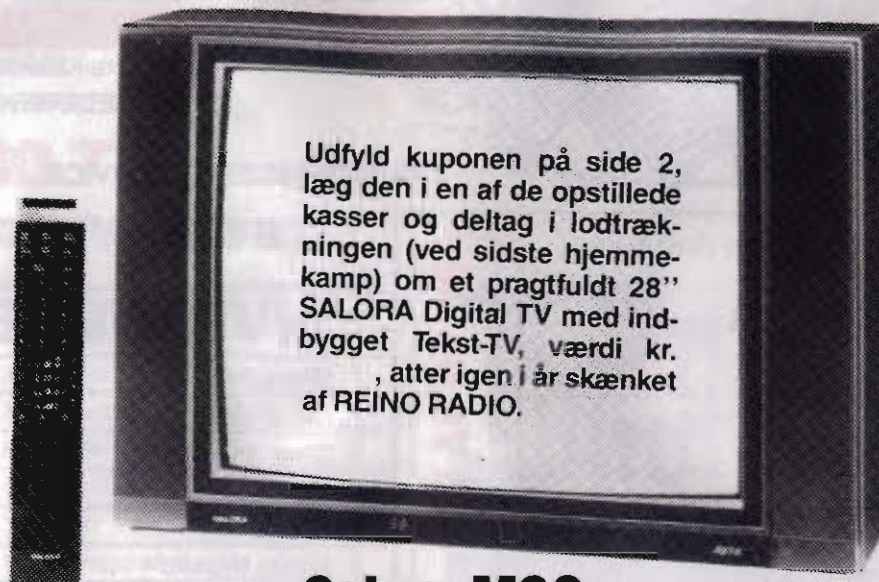 Udfyld kuponen på side 2,
læg den i en af de opstillede
kasser og deltag i lodtræk-
ningen (ved sidste hjemme-
kamp) om et pragtfuldt 28’’
SALORA Digital TV med ind-
bygget Tekst-TV, værdi kr.
, atter igen i år skænket
af REINO RADIO.
SALORA